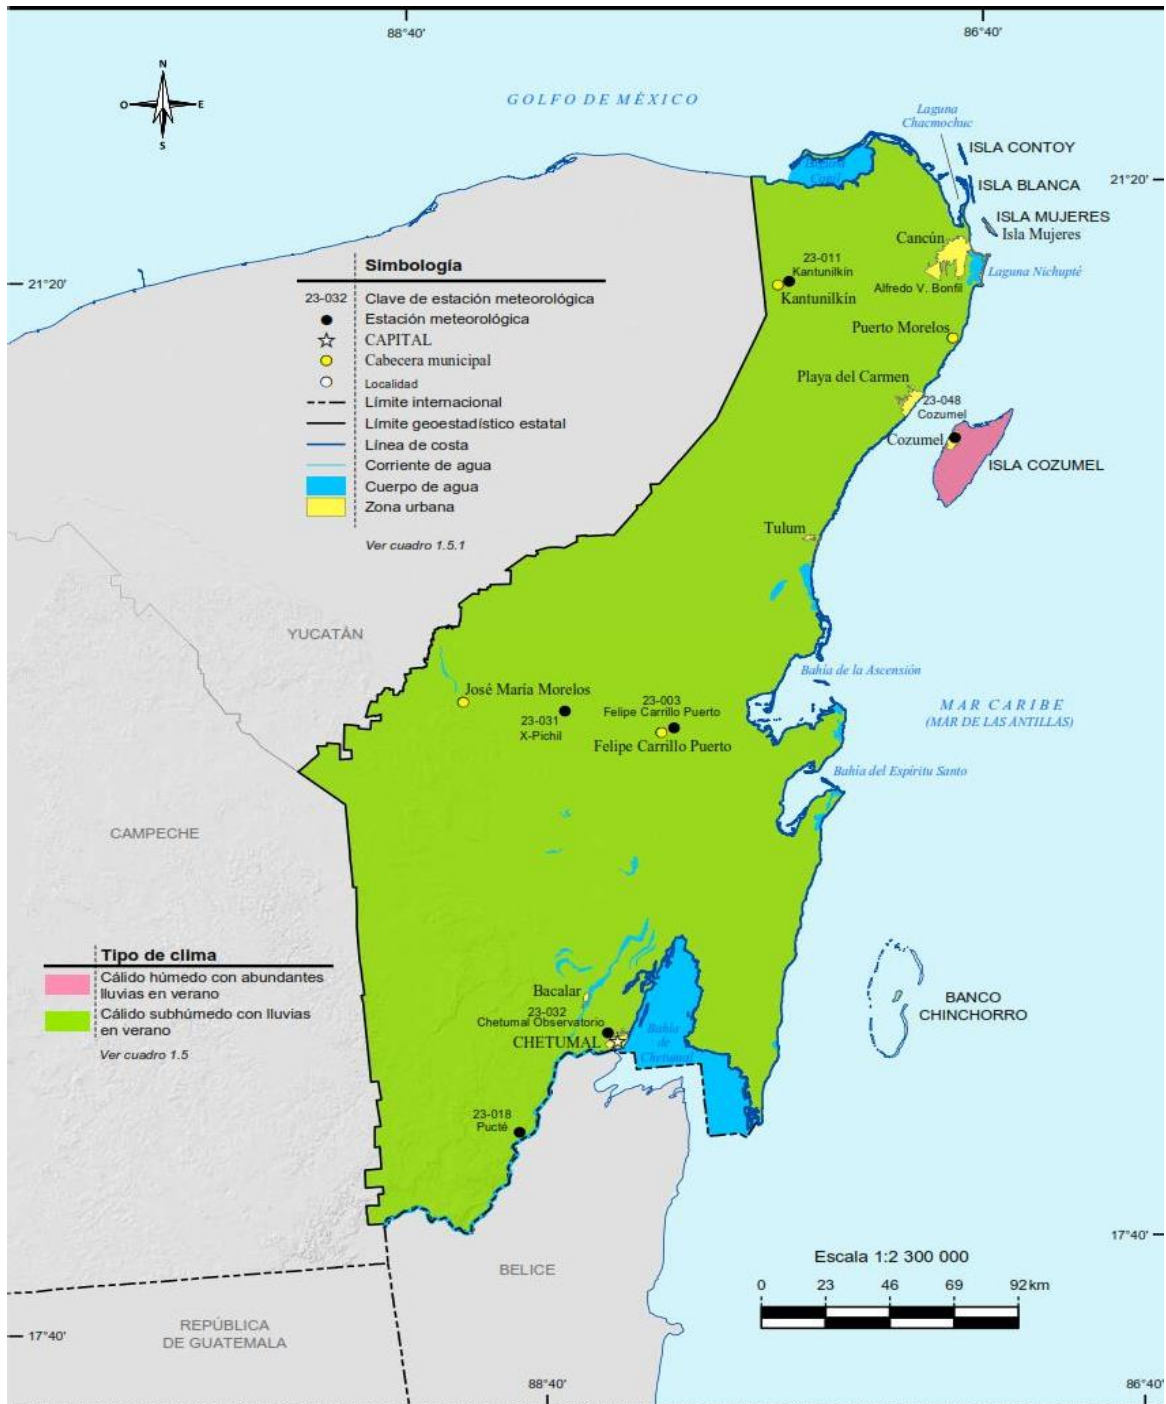 88°40'
86°40'
N
O
E
S
GOLFO DE MÉXICO
Laguna
Chacmochuc
ISLA CONTOY
21°20'
ISLA BLANCA
ISLA MUJERES
Isla Mujeres
Laguna
Conil
Cancún
Laguna Nichupté
Alfredo V. Bonfil
23-011
Kantunilkín
Kantunilkín
Puerto Morelos
Playa del Carmen
23-048
Cozumel
Cozumel
ISLA COZUMEL
21°20'
Simbología
23-032 Clave de estación meteorológica
Estación meteorológica
CAPITAL
Cabecera municipal
Localidad
Límite internacional
Límite geoestadístico estatal
Línea de costa
Corriente de agua
Cuerpo de agua
Zona urbana
Ver cuadro 1.5.1
Tulum
YUCATÁN
Bahía de la Ascensión
José María Morelos
23-031
X-Pichil
23-003
Felipe Carrillo Puerto
Felipe Carrillo Puerto
MAR CARIBE
(MAR DE LAS ANTILLAS)
Bahía del Espíritu Santo
CAMPECHE
Tipo de clima
Cálido húmedo con abundantes
lluvias en verano
Cálido subhúmedo con lluvias
en verano
Ver cuadro 1.5
Bacalar
23-032
Chetumal Observatorio
CHETUMAL
Bahía
de
Chetumal
BANCO
CHINCHORRO
23-018
Pucté
17°40'
BELICE
Escala 1:2 300 000
0 23 46 69 92 km
REPÚBLICA
DE GUATEMALA
17°40'
88°40'
86°40'